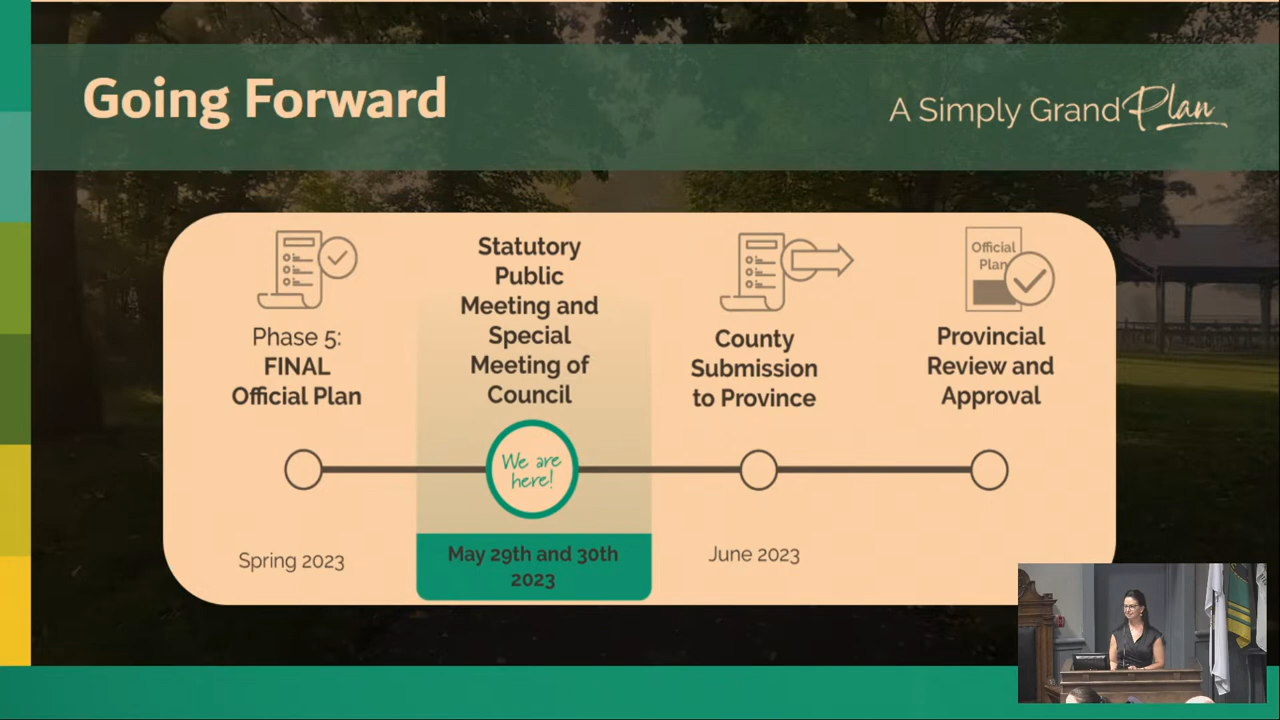 Going Forward
A Simply Grand Plan
Phase 5:
FINAL
Official Plan
Statutory
Public
Meeting and
Special
Meeting of
Council
County
Submission
to Province
Official
Plan
Provincial
Review and
Approval
We are
here!
Spring 2023
May 29th and 30th
2023
June 2023